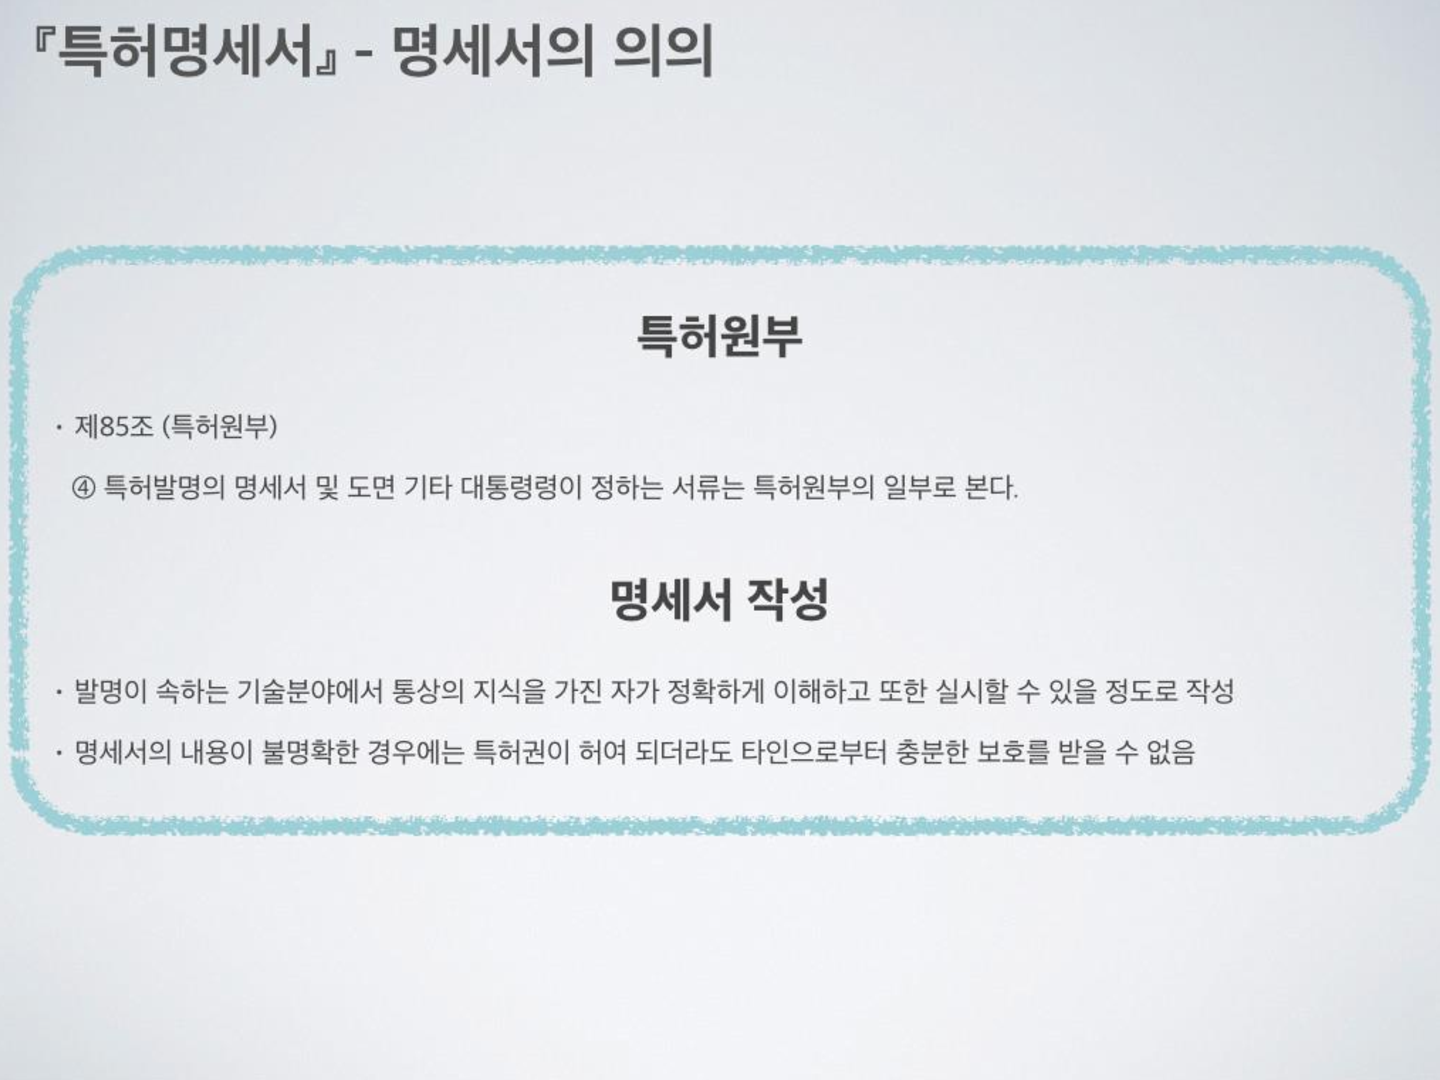 『특허명세서』 - 명세서의 의의
특허원부
• 제85조 (특허원부)
④ 특허발명의 명세서 및 도면 기타 대통령령이 정하는 서류는 특허원부의 일부로 본다.
명세서 작성
• 발명이 속하는 기술분야에서 통상의 지식을 가진 자가 정확하게 이해하고 또한 실시할 수 있을 정도로 작성
• 명세서의 내용이 불명확한 경우에는 특허권이 허여 되더라도 타인으로부터 충분한 보호를 받을 수 없음